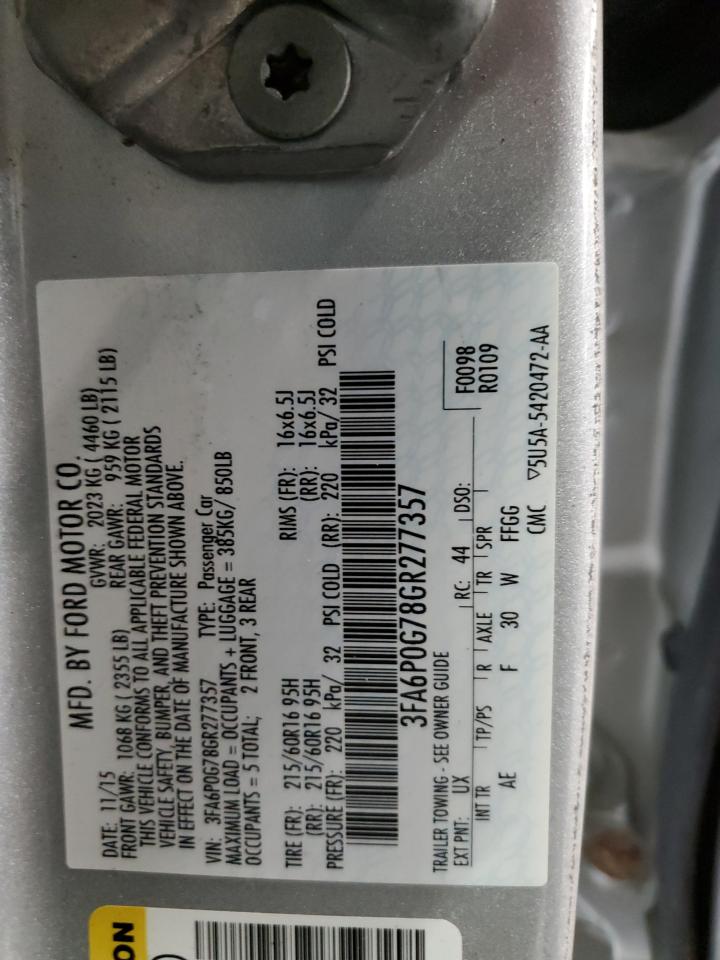 MFD. BY FORD MOTOR CO.
DATE: 11/15 GVWR: 2023 KG ( 4460 LB)
FRONT GAWR: 1068 KG ( 2355 LB) REAR GAWR: 959 KG ( 2115 LB)
THIS VEHICLE CONFORMS TO ALL APPLICABLE FEDERAL MOTOR
VEHICLE SAFETY, BUMPER, AND THEFT PREVENTION STANDARDS
IN EFFECT ON THE DATE OF MANUFACTURE SHOWN ABOVE.
VIN: 3FA6P0G78GR277357 TYPE: Passenger Car
MAXIMUM LOAD = OCCUPANTS + LUGGAGE = 385KG/ 850LB
OCCUPANTS = 5 TOTAL; 2 FRONT, 3 REAR
TIRE (FR): 215/60R16 95H RIMS (FR): 16x6.5J
(RR): 215/60R16 95H (RR): 16x6.5J
PRESSURE (FR): 220 kPa/ 32 PSI COLD (RR): 220 kPa/ 32 PSI COLD
3FA6P0G78GR277357
TRAILER TOWING - SEE OWNER GUIDE
F0098
R0109
EXT PNT: UX RC: 44 DSO:
INT TR TP/PS R AXLE TR SPR
AE F 30 W FFGG
CMC ▽5U5A-5420472-AA
ON